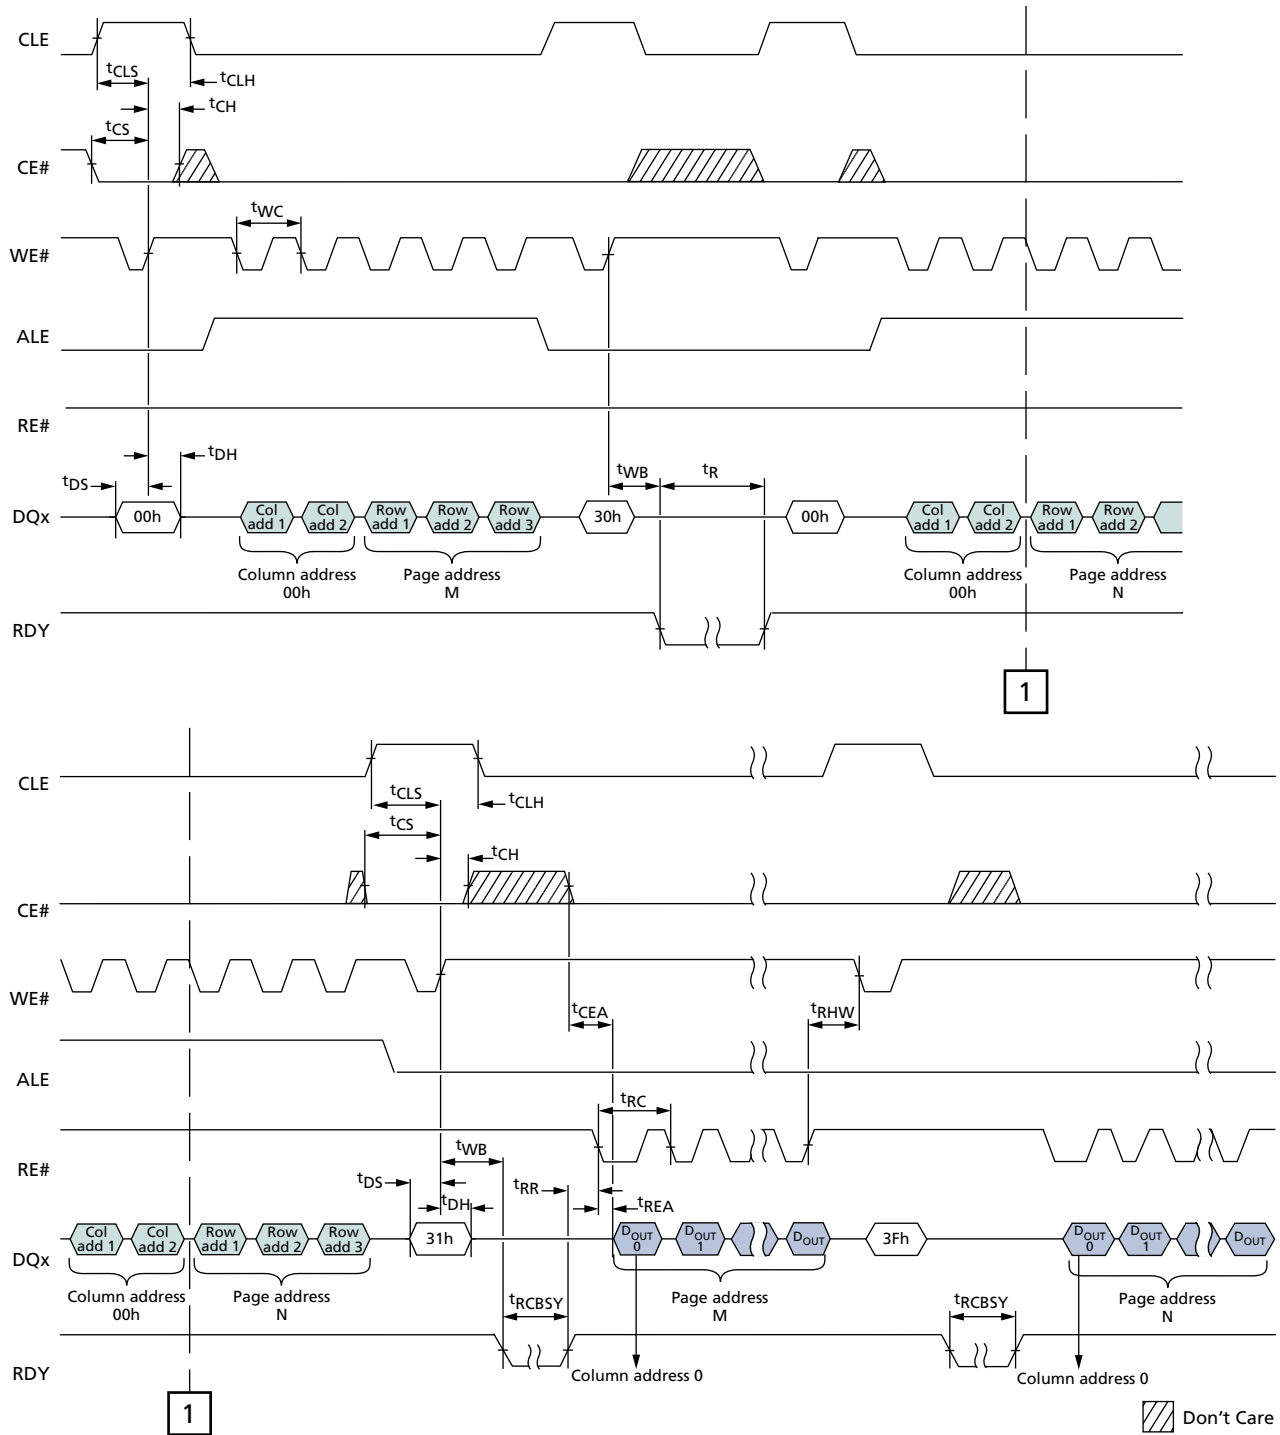 CLE
tCLS
tCLH
tCH
tCS
CE#
tWC
WE#
ALE
RE#
tDH
tDS
tWB
tR
DQx
00h
Col add 1
Col add 2
Row add 1
Row add 2
Row add 3
30h
00h
Col add 1
Col add 2
Row add 1
Row add 2
Column address
00h
Page address
M
Column address
00h
Page address
N
RDY
1
CLE
tCLS
tCLH
tCS
tCH
CE#
WE#
tCEA
tRHW
ALE
tRC
RE#
tWB
tDS
tDH
tRR
tREA
DQx
Col add 1
Col add 2
Row add 1
Row add 2
Row add 3
31h
DOUT 0
DOUT 1
DOUT
3Fh
DOUT 0
DOUT 1
DOUT
Column address
00h
Page address
N
tRCBSY
Page address
M
tRCBSY
Page address
N
RDY
Column address 0
Column address 0
1
Don't Care